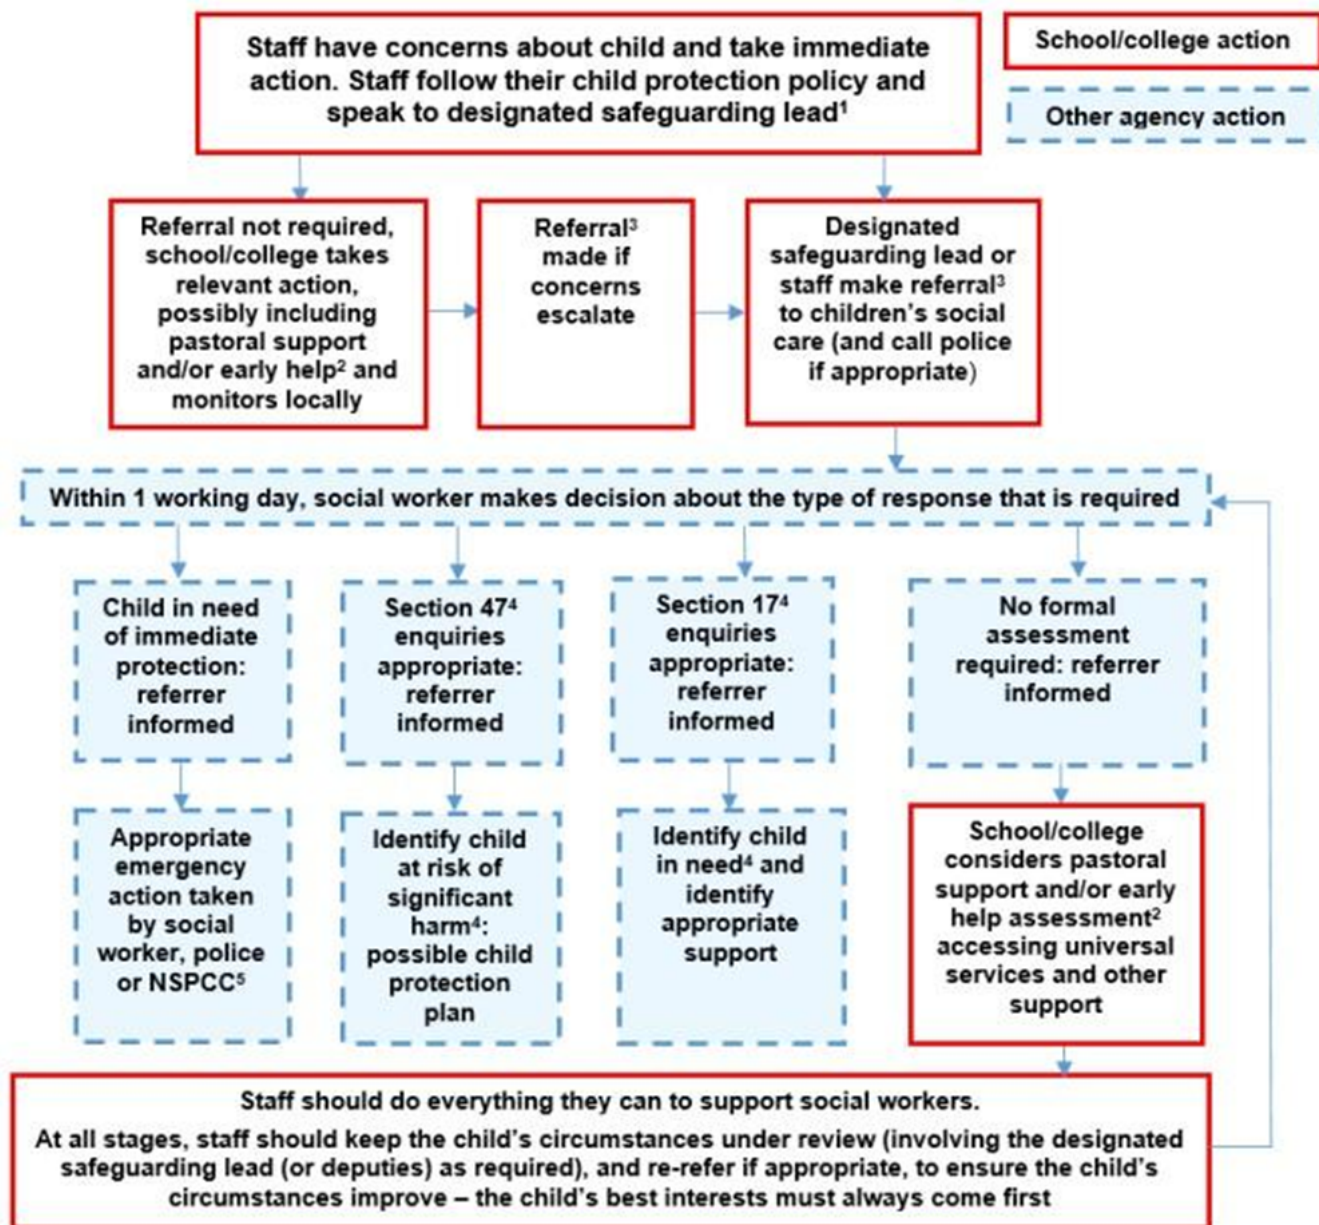 Staff have concerns about child and take immediate
action. Staff follow their child protection policy and
speak to designated safeguarding lead¹
School/college action
Other agency action
Referral not required,
school/college takes
relevant action,
possibly including
pastoral support
and/or early help² and
monitors locally
Referral³
made if
concerns
escalate
Designated
safeguarding lead or
staff make referral³
to children’s social
care (and call police
if appropriate)
Within 1 working day, social worker makes decision about the type of response that is required
Child in need
of immediate
protection:
referrer
informed
Section 47⁴
enquiries
appropriate:
referrer
informed
Section 17⁴
enquiries
appropriate:
referrer
informed
No formal
assessment
required: referrer
informed
Appropriate
emergency
action taken
by social
worker, police
or NSPCC⁵
Identify child
at risk of
significant
harm⁴:
possible child
protection
plan
Identify child
in need⁴ and
identify
appropriate
support
School/college
considers pastoral
support and/or early
help assessment²
accessing universal
services and other
support
Staff should do everything they can to support social workers.
At all stages, staff should keep the child’s circumstances under review (involving the designated
safeguarding lead (or deputies) as required), and re-refer if appropriate, to ensure the child’s
circumstances improve – the child’s best interests must always come first